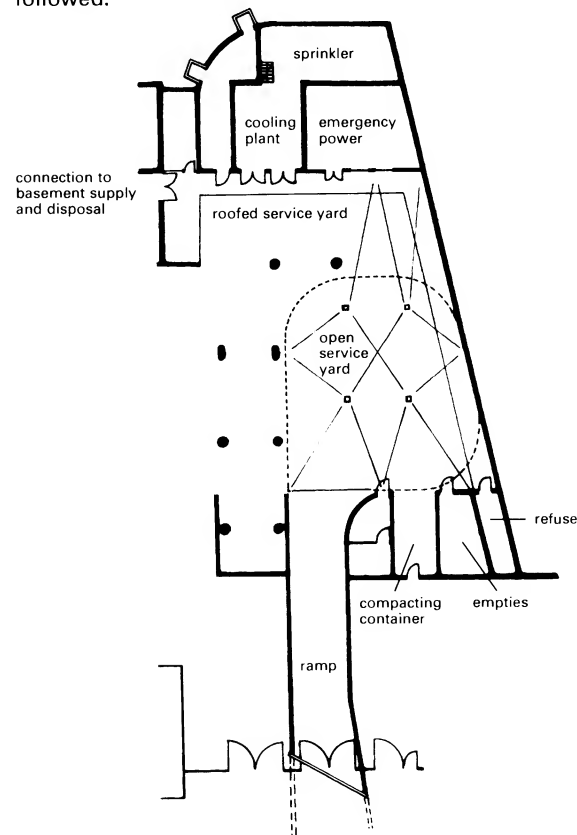 followed.
sprinkler
cooling
plant
emergency
power
connection to
basement supply
and disposal
roofed service yard
open
service
yard
refuse
compacting
container
empties
ramp